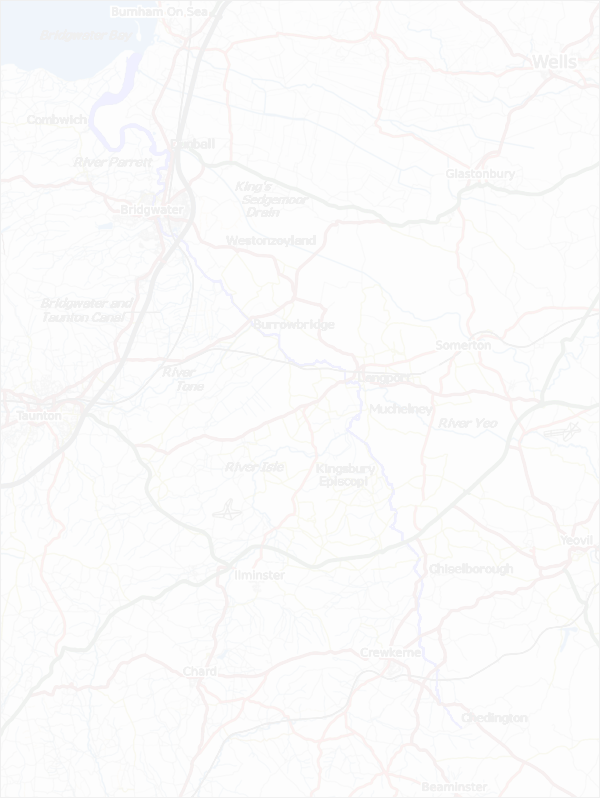 Burnham On Sea
Bridgwater Bay
Wells
Combwich
Dunball
River Parrett
Glastonbury
King's
Sedgemoor
Drain
Bridgwater
Westonzoyland
Bridgwater and
Taunton Canal
Burrowbridge
Somerton
River
Tone
Langport
Taunton
Muchelney
River Yeo
River Isle
Kingsbury
Episcopi
Yeovil
Ilminster
Chiselborough
Crewkerne
Chard
Chedington
Beaminster